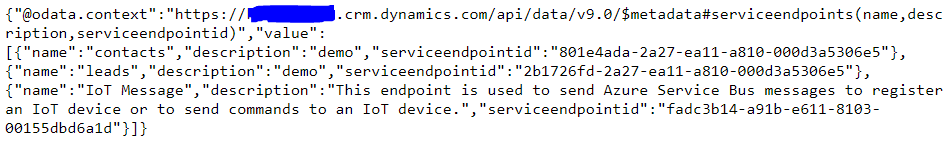 {"@odata.context":"https://.crm.dynamics.com/api/data/v9.0/$metadata#serviceendpoints(name,desc
ription,serviceendpointid)","value":
[{"name":"contacts","description":"demo","serviceendpointid":"801e4ada-2a27-ea11-a810-000d3a5306e5"},
{"name":"leads","description":"demo","serviceendpointid":"2b1726fd-2a27-ea11-a810-000d3a5306e5"},
{"name":"IoT Message","description":"This endpoint is used to send Azure Service Bus messages to register
an IoT device or to send commands to an IoT device.","serviceendpointid":"fadc3b14-a91b-e611-8103-
00155dbd6a1d"}]}